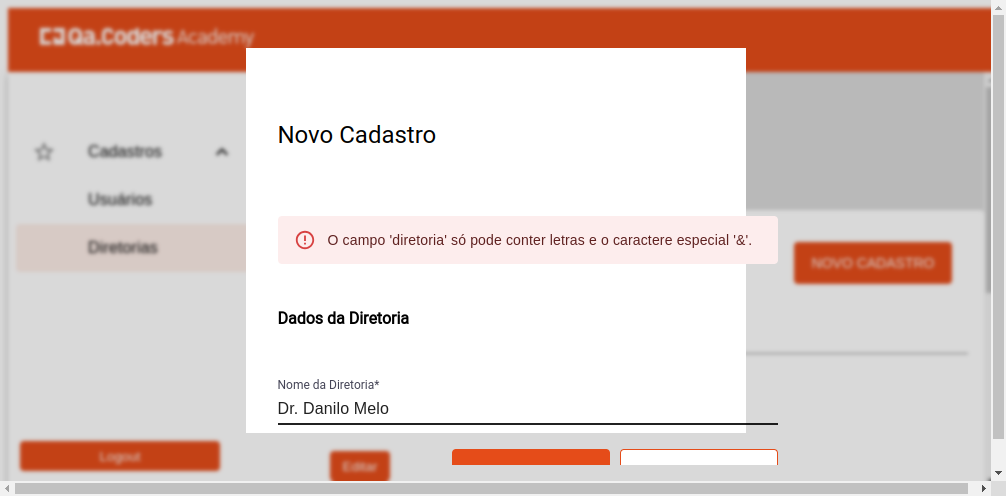 Qa.Coders Academy
Novo Cadastro
Cadastros
Usuários
Diretorias
O campo 'diretoria' só pode conter letras e o caractere especial '&'.
NOVO CADASTRO
Dados da Diretoria
Nome da Diretoria*
Dr. Danilo Melo
Logout
Editar